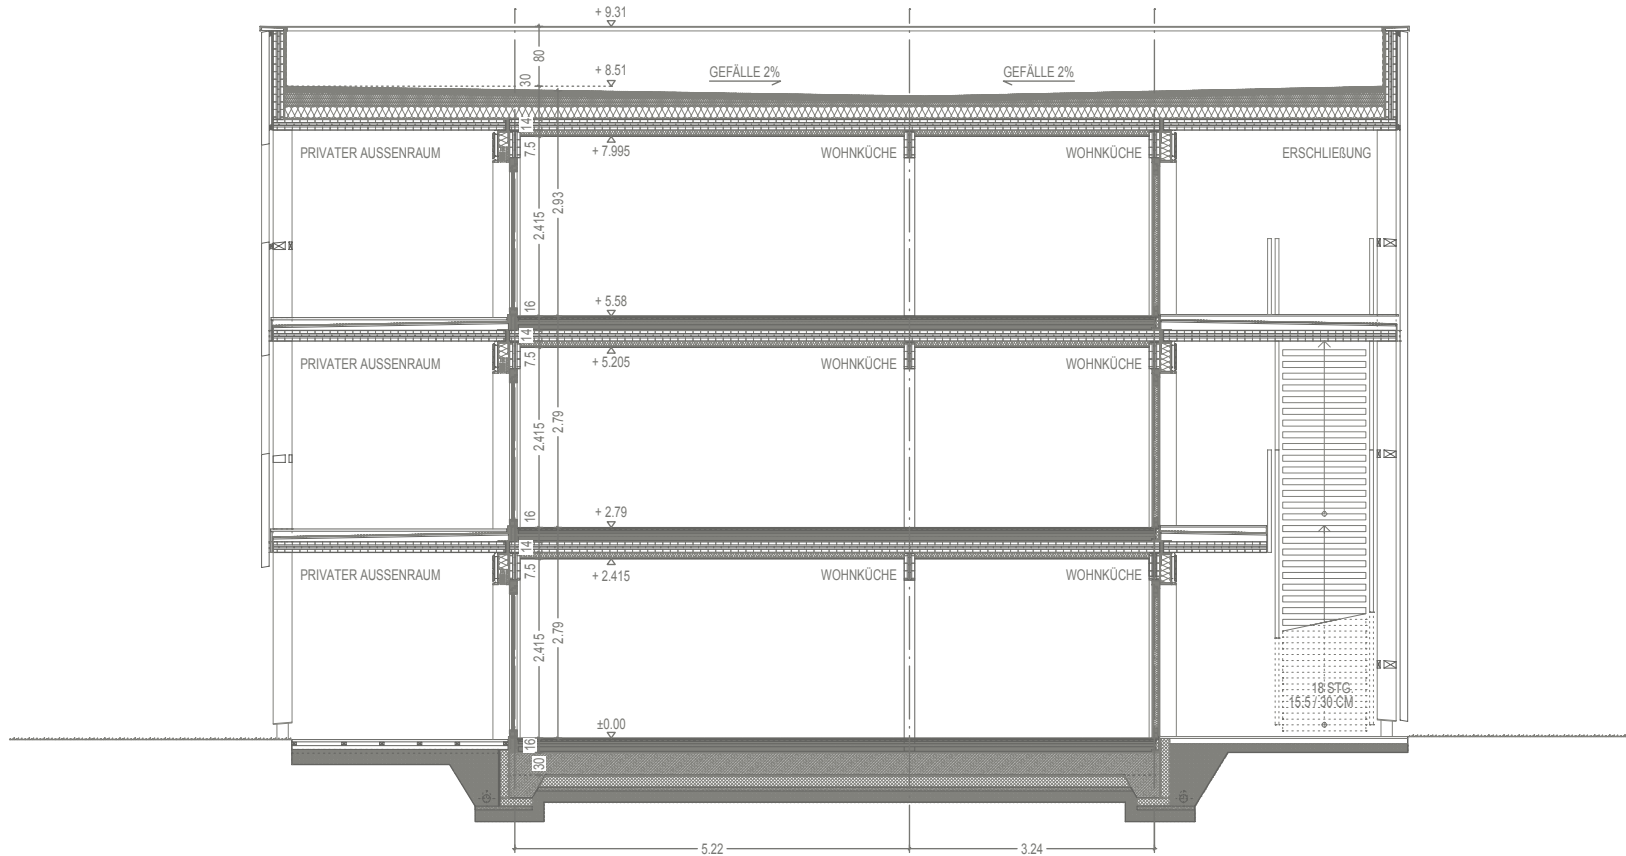 + 9.31
80
+ 8.51
30
GEFÄLLE 2%
GEFÄLLE 2%
14
7.5
+ 7.995
PRIVATER AUSSENRAUM
WOHNKÜCHE
WOHNKÜCHE
ERSCHLIEßUNG
2.415
2.93
16
+ 5.58
14
7.5
+ 5.205
PRIVATER AUSSENRAUM
WOHNKÜCHE
WOHNKÜCHE
2.415
2.79
16
+ 2.79
14
7.5
+ 2.415
PRIVATER AUSSENRAUM
WOHNKÜCHE
WOHNKÜCHE
2.415
2.79
18 STG
15.5 / 30 CM
±0.00
16
30
5.22
3.24